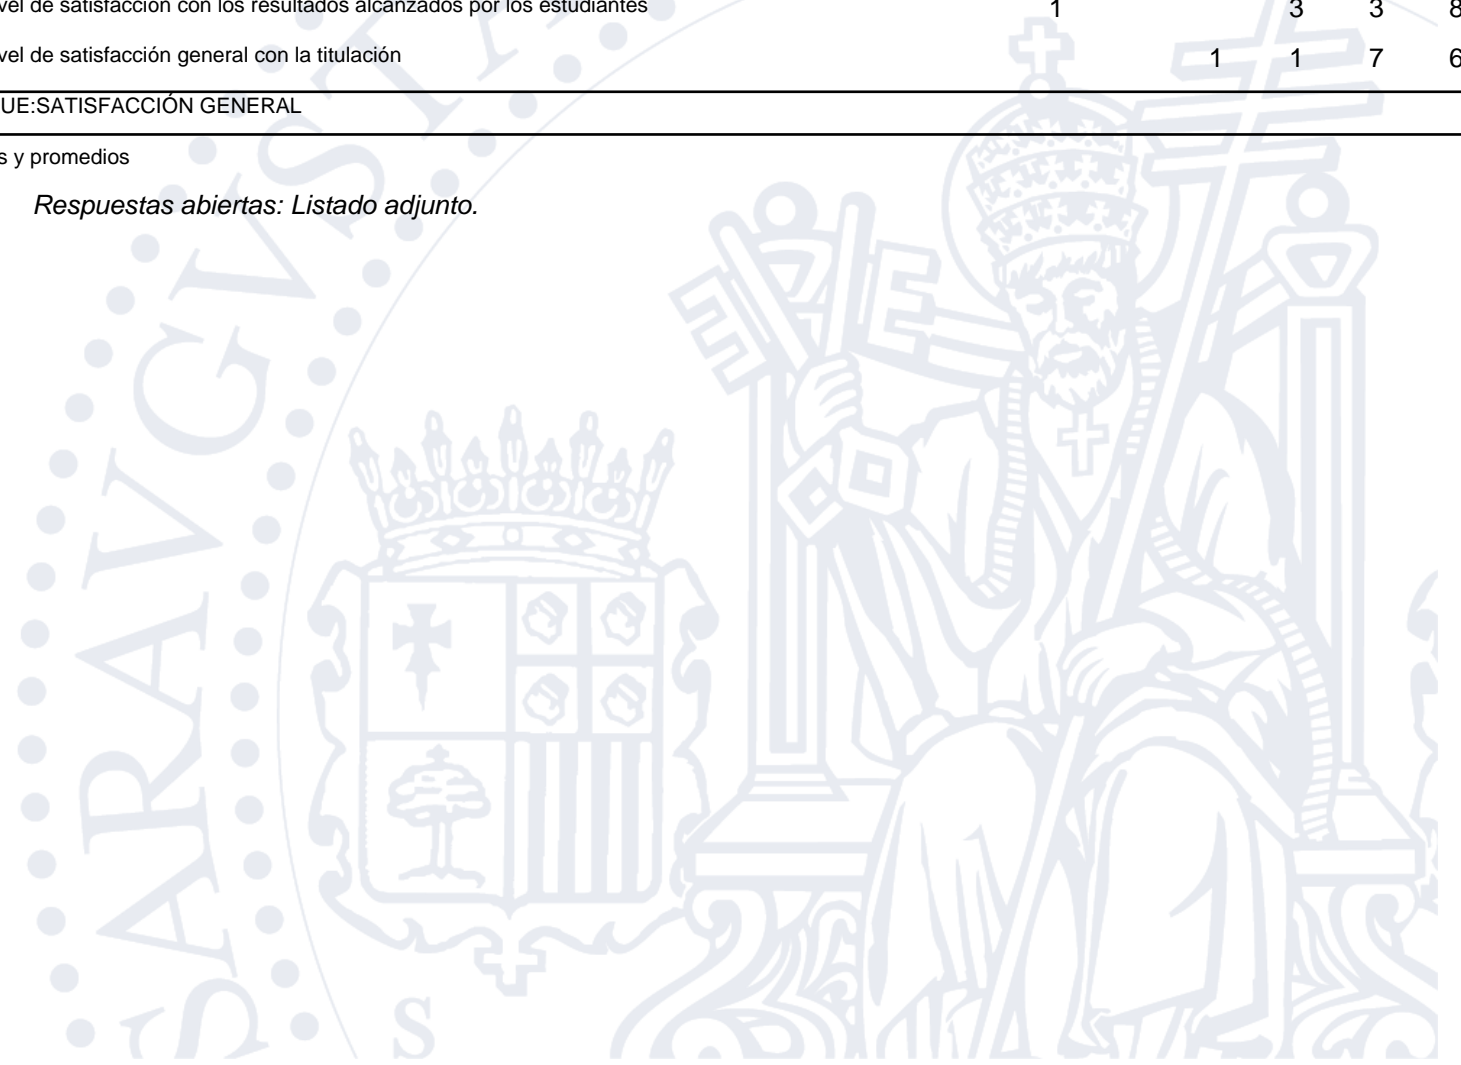 vel de satisfacción con los resultados alcanzados por los estudiantes 1 3 3 8
vel de satisfacción general con la titulación 1 1 7 6
UE:SATISFACCIÓN GENERAL
s y promedios
Respuestas abiertas: Listado adjunto.
SARAVGVSTA
S